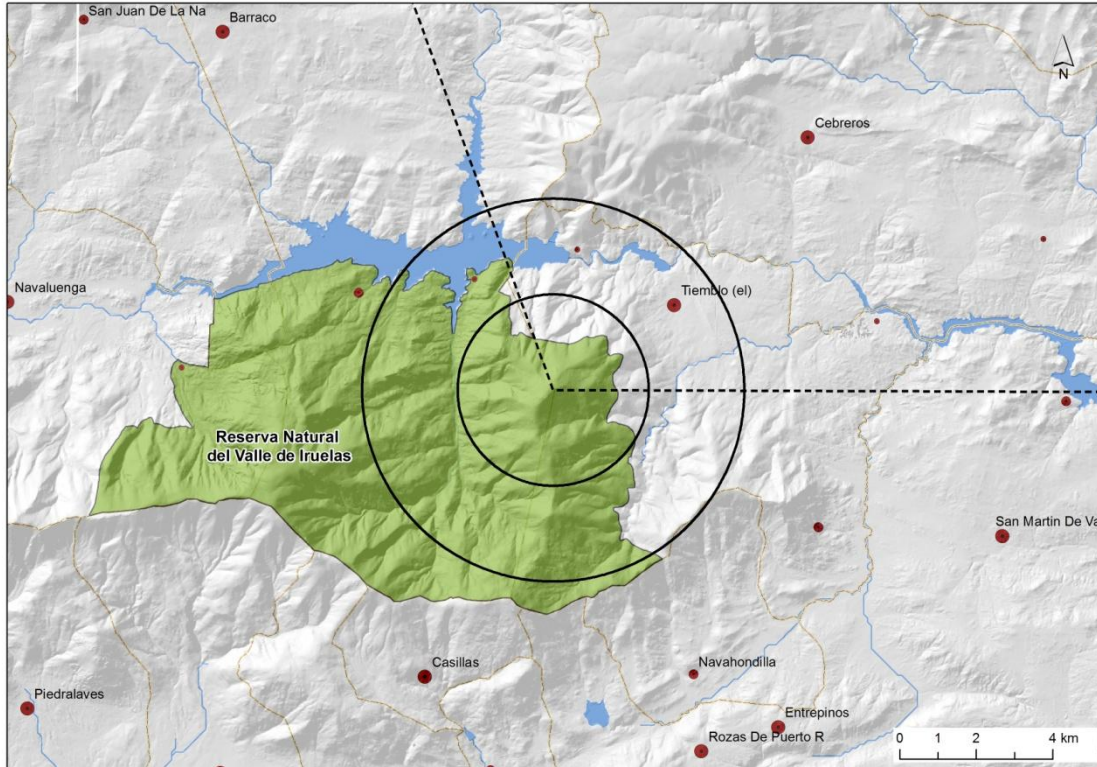 San Juan De La Na
Barraco
N
Cebreros
Navaluenga
Tiemblo (el)
Reserva Natural
del Valle de Iruelas
San Martin De Va
Casillas
Navahondilla
Piedralaves
Entrepinos
Rozas De Puerto R
0 1 2 4 km